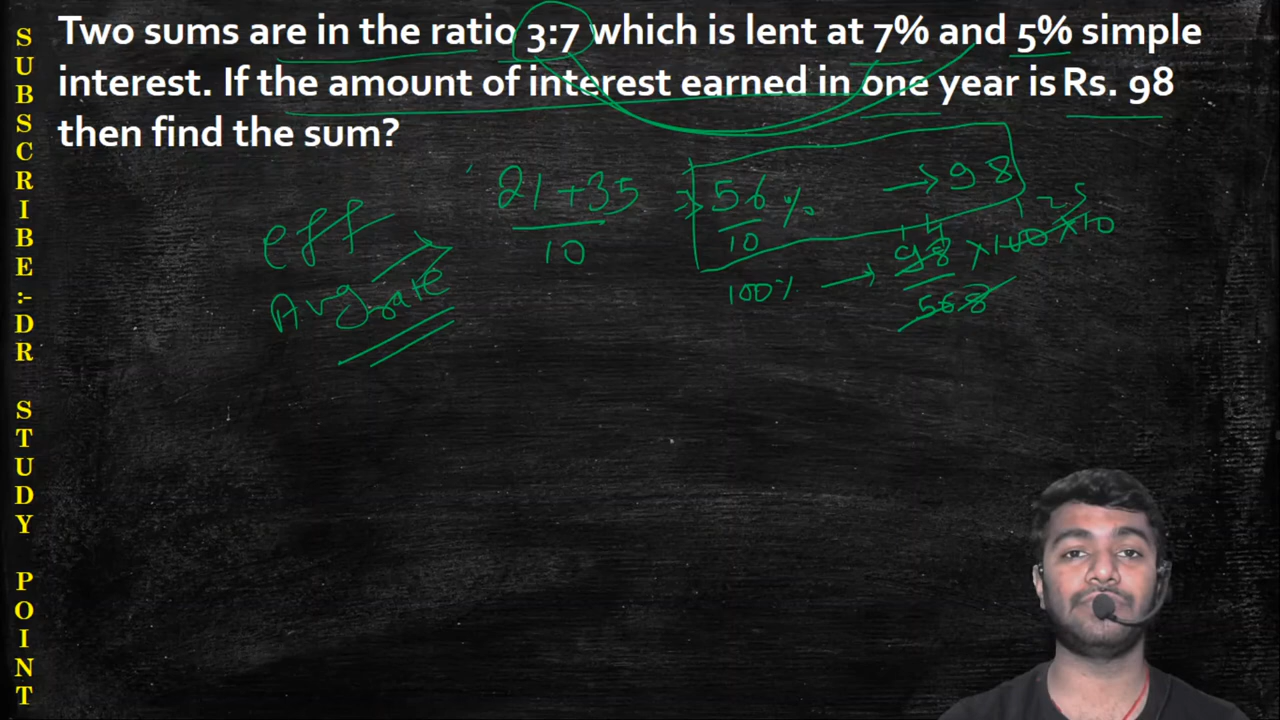 Two sums are in the ratio 3:7 which is lent at 7% and 5% simple
interest. If the amount of interest earned in one year is Rs. 98
then find the sum?
SUBSCRIBE:-DR STUDY POINT
21+35 ⇒ 56% → 98
10 10
eff
Avg rate
100% → 98 × 100 × 10
14
25
568